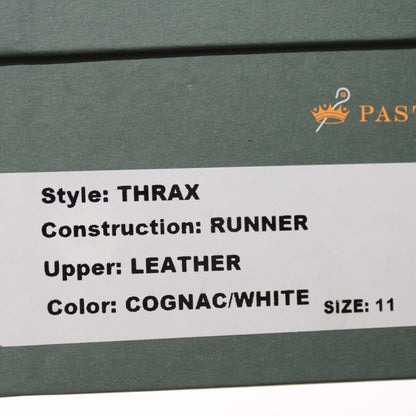 PAST
Style: THRAX
Construction: RUNNER
Upper: LEATHER
Color: COGNAC/WHITE SIZE: 11